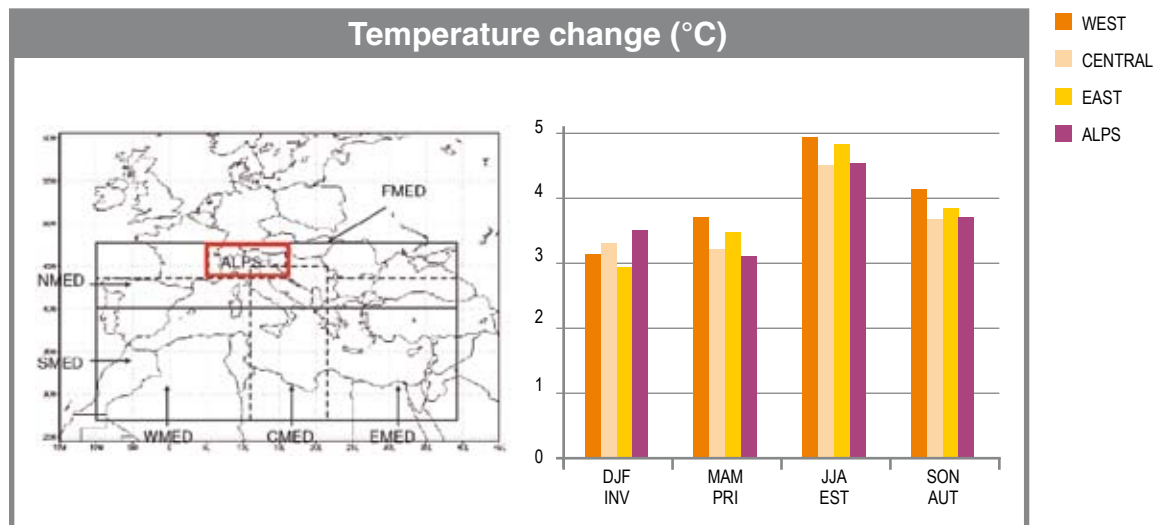 Temperature change (°C)
WEST
CENTRAL
EAST
ALPS
FMED
ALPS
NMED
SMED
WMED
CMED
EMED
5
4
3
2
1
0
DJF
INV
MAM
PRI
JJA
EST
SON
AUT